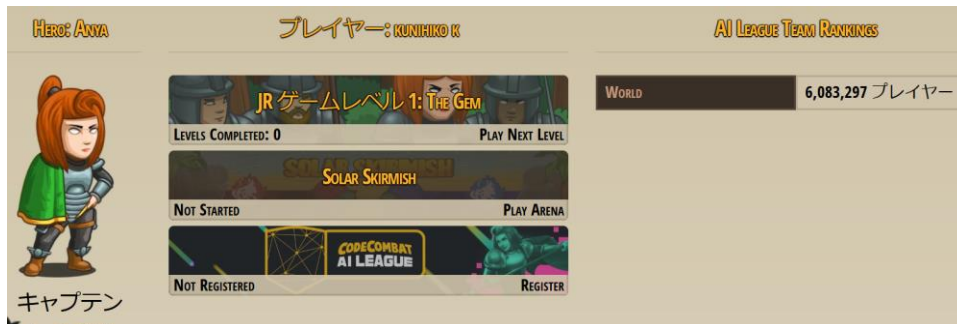 Hero: Anya
プレイヤー: kunihiko k
AI League Team Rankings
JR ゲームレベル 1: The Gem
Levels Completed: 0
Play Next Level
World
6,083,297 プレイヤー
Solar Skirmish
Not Started
Play Arena
CodeCombat
AI LEAGUE
Not Registered
Register
キャプテン